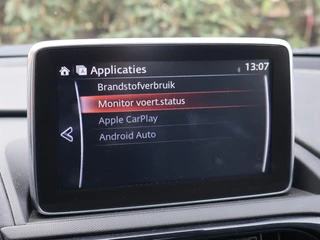 Applicaties 13:07
Brandstofverbruik
Monitor voert.status
Apple CarPlay
Android Auto